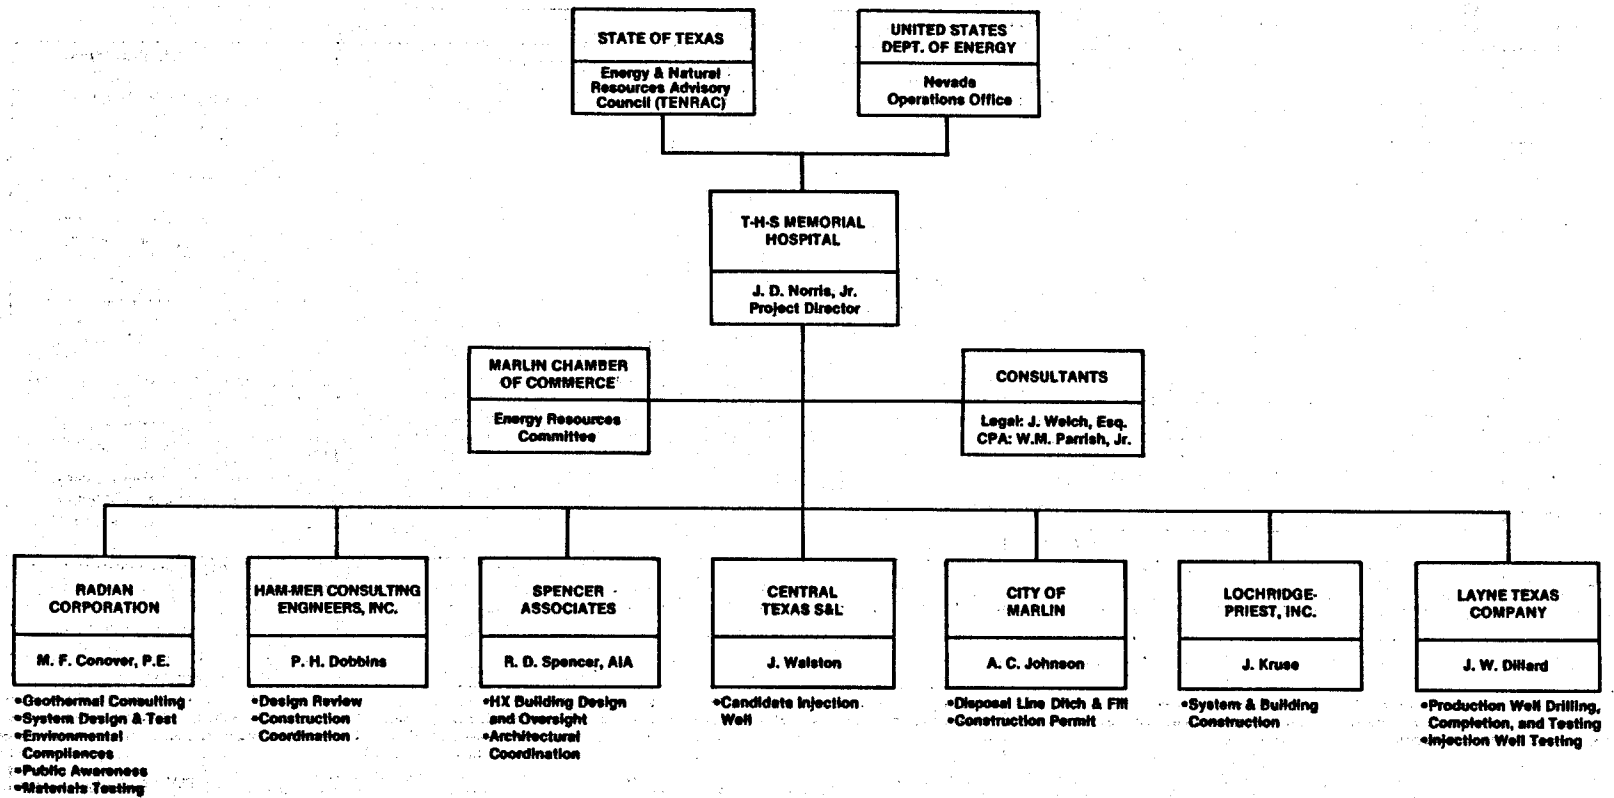 STATE OF TEXAS
Energy & Natural
Resources Advisory
Council (TENRAC)
UNITED STATES
DEPT. OF ENERGY
Nevada
Operations Office
T-H-S MEMORIAL
HOSPITAL
J. D. Norris, Jr.
Project Director
MARLIN CHAMBER
OF COMMERCE
Energy Resources
Committee
CONSULTANTS
Legal: J. Welch, Esq.
CPA: W.M. Parrish, Jr.
RADIAN
CORPORATION
M. F. Conover, P.E.
•Geothermal Consulting
•System Design & Test
•Environmental
Compliances
•Public Awareness
•Materials Testing
HAM-MER CONSULTING
ENGINEERS, INC.
P. H. Dobbins
•Design Review
•Construction
Coordination
SPENCER
ASSOCIATES
R. D. Spencer, AIA
•HX Building Design
and Oversight
•Architectural
Coordination
CENTRAL
TEXAS S&L
J. Walston
•Candidate Injection
Well
CITY OF
MARLIN
A. C. Johnson
•Disposal Line Ditch & Fill
•Construction Permit
LOCHRIDGE-
PRIEST, INC.
J. Kruse
•System & Building
Construction
LAYNE TEXAS
COMPANY
J. W. Dillard
•Production Well Drilling,
Completion, and Testing
•Injection Well Testing